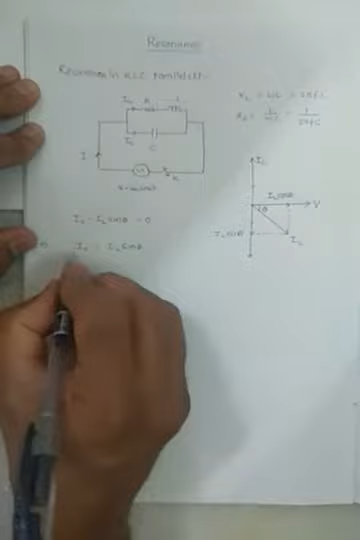 Resonance
Resonance in RLC Parallel ckt.
I_L R L
I_C
C
I
K
X_L = ωL = 2πfL
X_C = 1/ωC = 1/2πfC
I_C
I_L cosθ
V
θ
I_L sinθ
I_L
I_C - I_L sinθ = 0
I_C = I_L sinθ